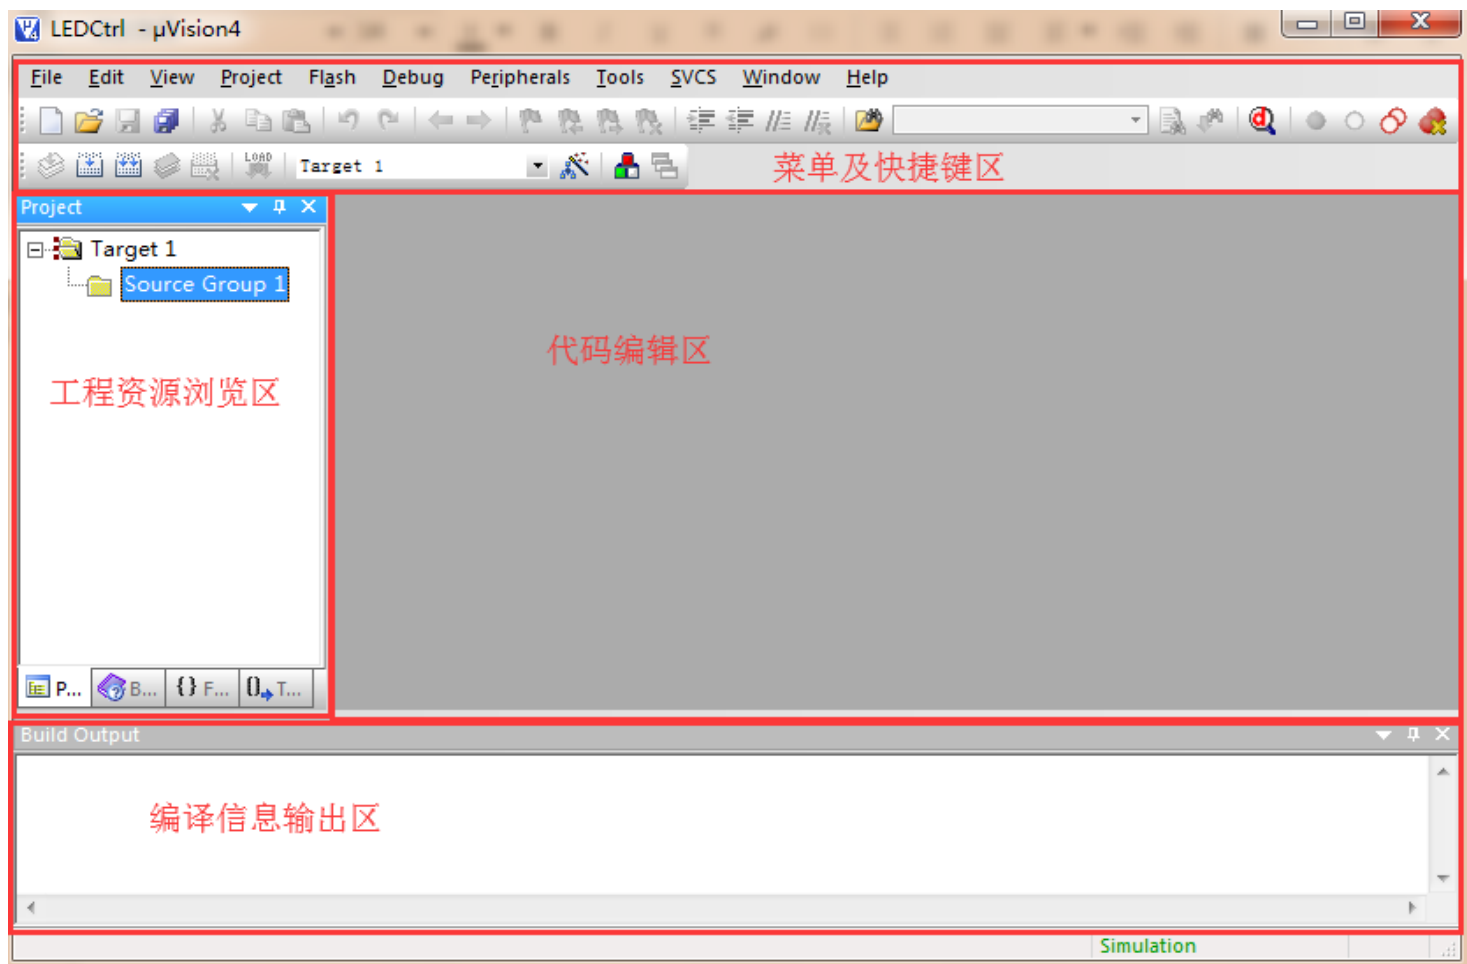 LEDCtrl - μVision4
File Edit View Project Flash Debug Peripherals Tools SVCS Window Help
LOAD Target 1 菜单及快捷键区
Project
Target 1
Source Group 1
代码编辑区
工程资源浏览区
P... B... {} F... 0 T...
Build Output
编译信息输出区
Simulation